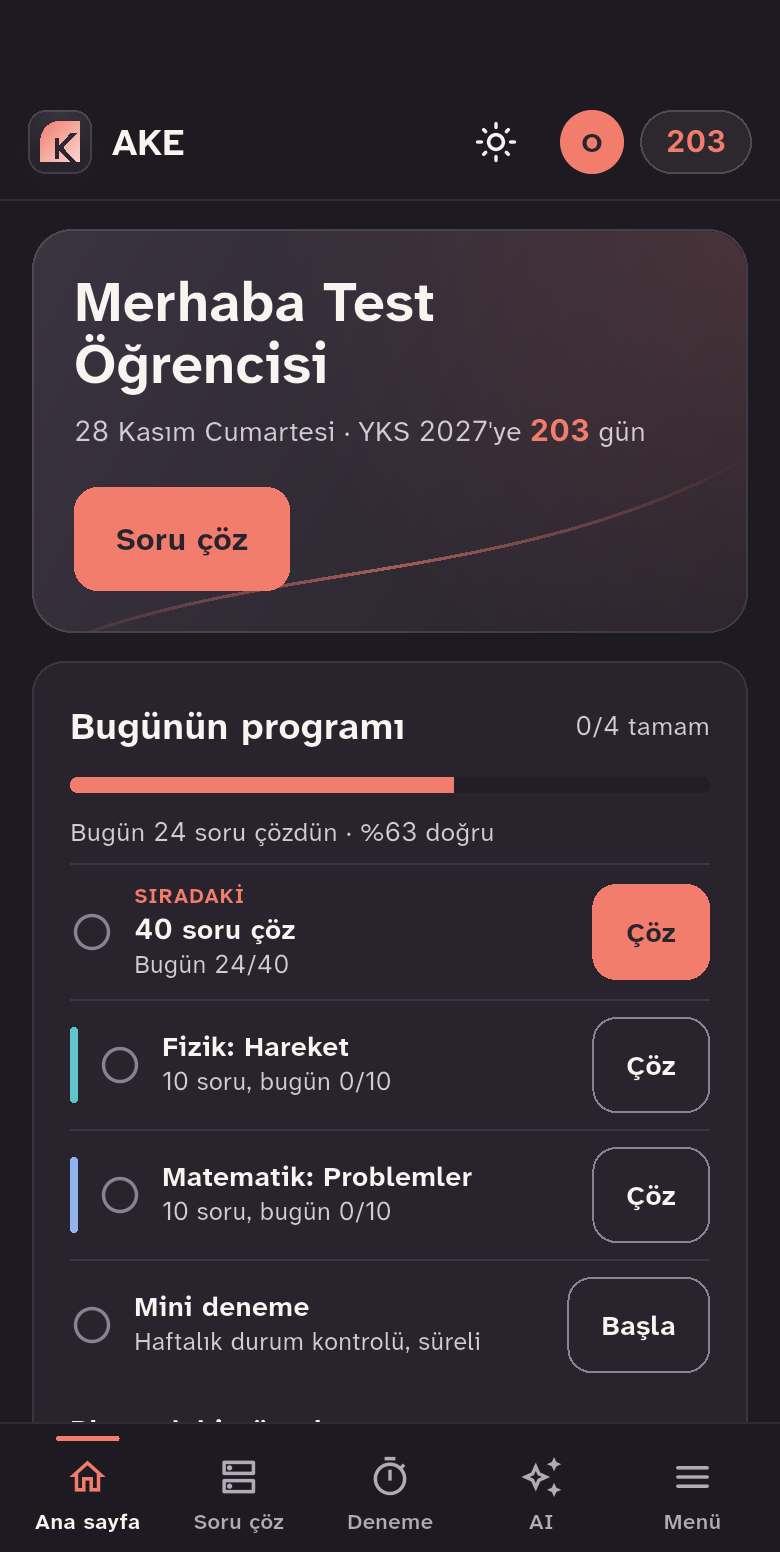 K
AKE
O
203
Merhaba Test
Öğrencisi
28 Kasım Cumartesi · YKS 2027'ye 203 gün
Soru çöz
Bugünün programı
0/4 tamam
Bugün 24 soru çözdün · %63 doğru
SIRADAKİ
40 soru çöz
Bugün 24/40
Çöz
Fizik: Hareket
10 soru, bugün 0/10
Çöz
Matematik: Problemler
10 soru, bugün 0/10
Çöz
Mini deneme
Haftalık durum kontrolü, süreli
Başla
Ana sayfa
Soru çöz
Deneme
AI
Menü